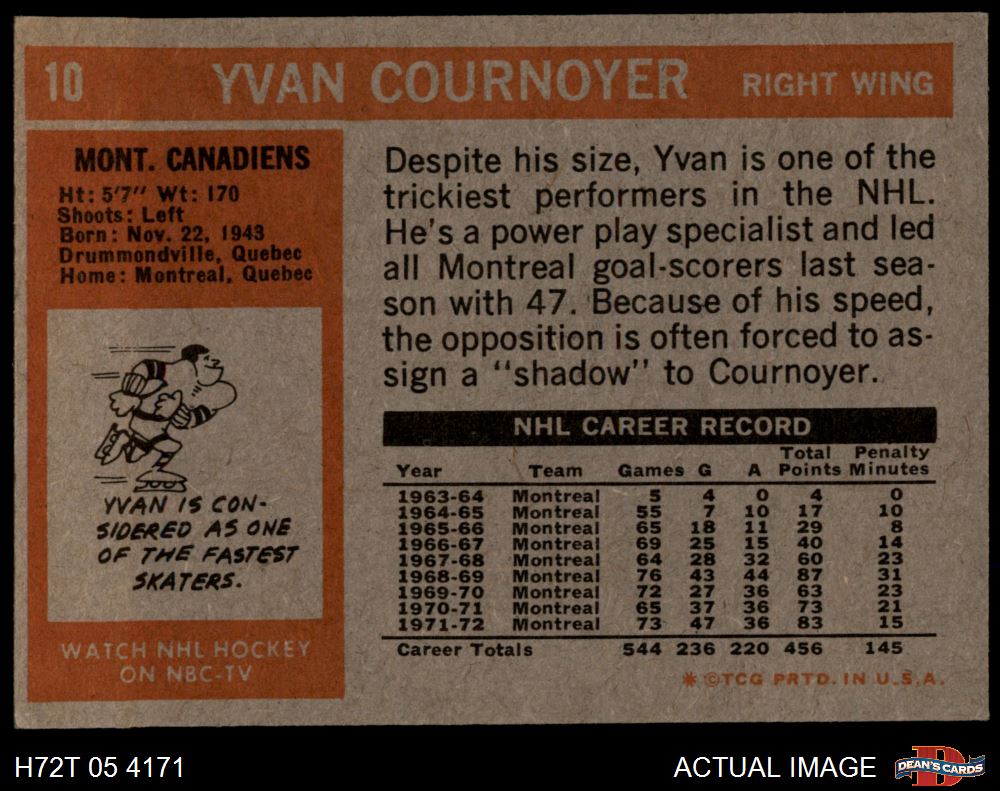 10 YVAN COURNOYER RIGHT WING
MONT. CANADIENS
Ht: 5'7" Wt: 170
Shoots: Left
Born: Nov. 22, 1943
Drummondville, Quebec
Home: Montreal, Quebec
YVAN IS CON-
SIDERED AS ONE
OF THE FASTEST
SKATERS.
WATCH NHL HOCKEY
ON NBC-TV
Despite his size, Yvan is one of the
trickiest performers in the NHL.
He's a power play specialist and led
all Montreal goal-scorers last sea-
son with 47. Because of his speed,
the opposition is often forced to as-
sign a "shadow" to Cournoyer.
NHL CAREER RECORD
Total Penalty
Year Team Games G A Points Minutes
1963-64 Montreal 5 4 0 4 0
1964-65 Montreal 55 7 10 17 10
1965-66 Montreal 65 18 11 29 8
1966-67 Montreal 69 25 15 40 14
1967-68 Montreal 64 28 32 60 23
1968-69 Montreal 76 43 44 87 31
1969-70 Montreal 72 27 36 63 23
1970-71 Montreal 65 37 36 73 21
1971-72 Montreal 73 47 36 83 15
Career Totals 544 236 220 456 145
* ©TCG PRTD. IN U.S.A.
H72T 05 4171 ACTUAL IMAGE DEAN'S CARDS